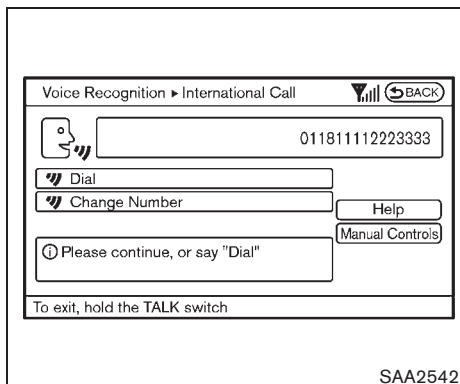 Voice Recognition ▸ International Call BACK
011811112223333
Dial
Change Number
Help
Manual Controls
Please continue, or say "Dial"
To exit, hold the TALK switch
SAA2542